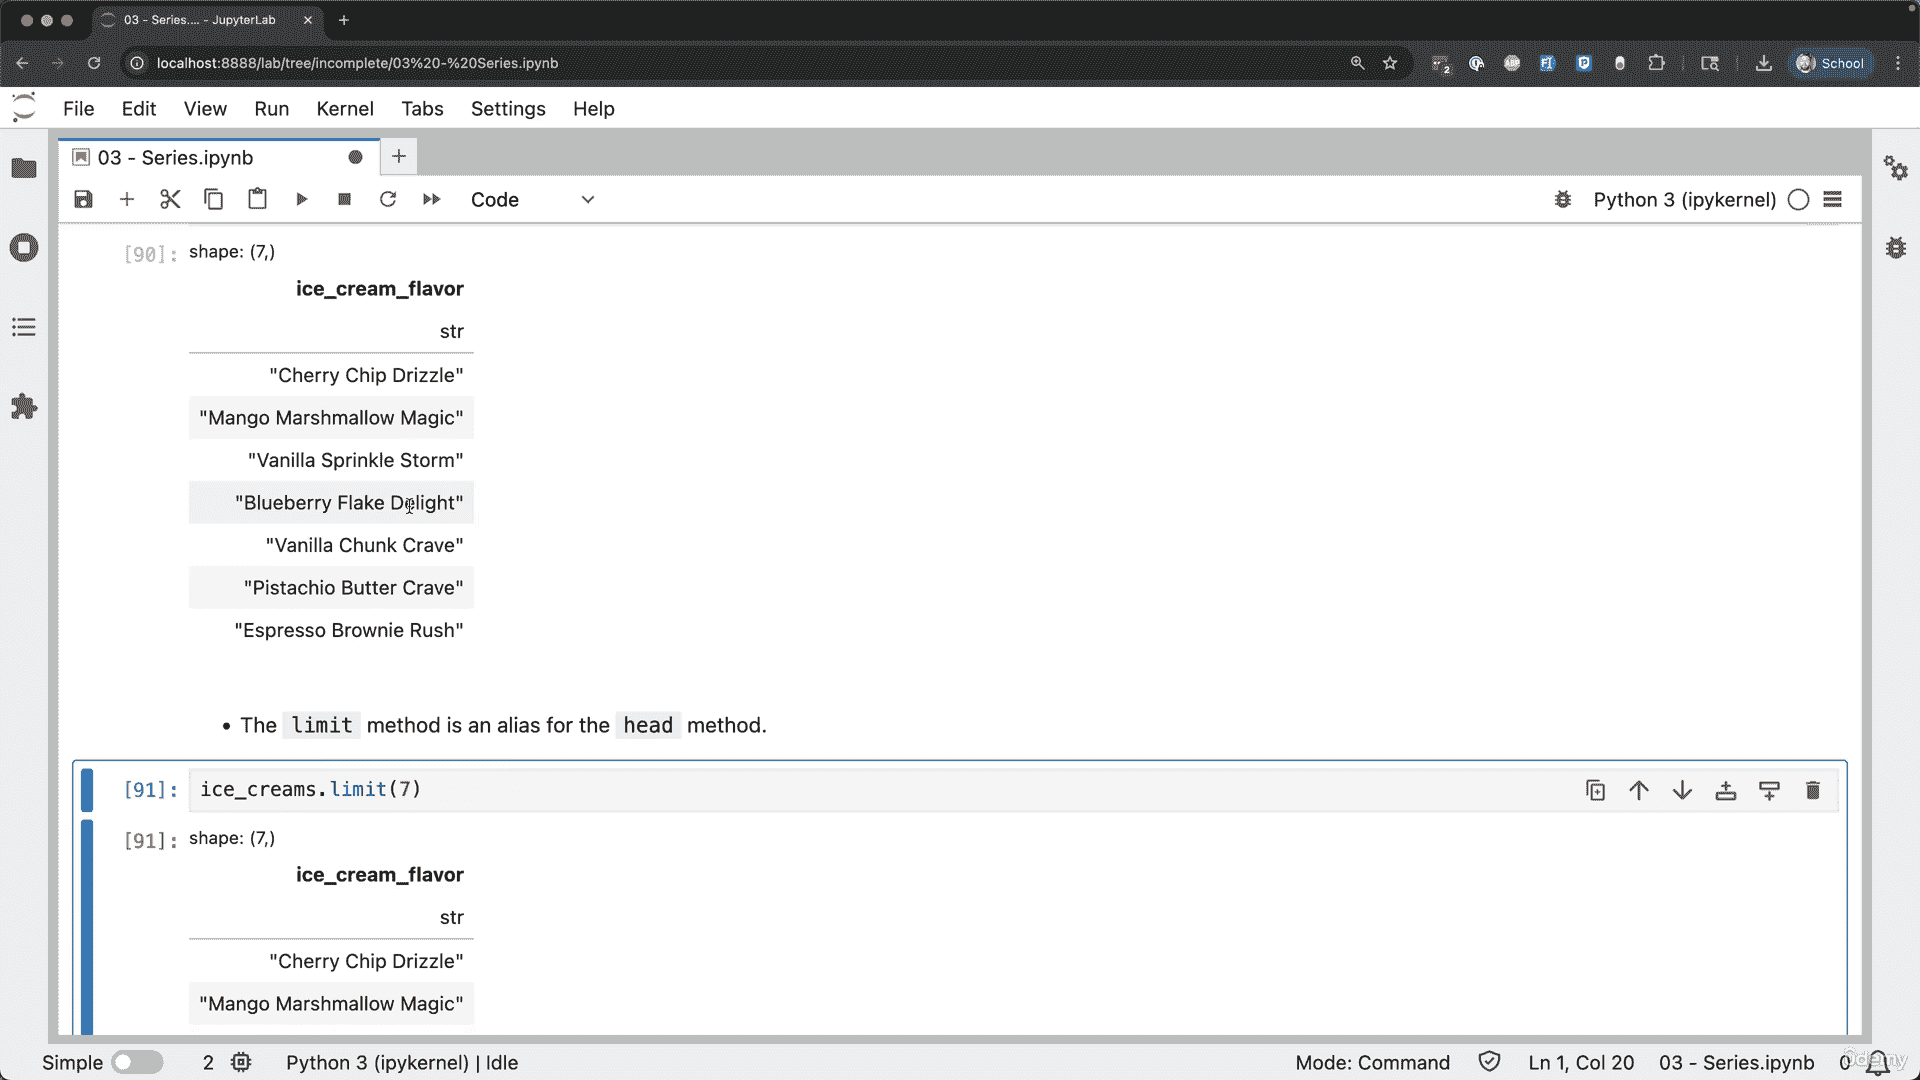 03 - Series.... - JupyterLab
localhost:8888/lab/tree/incomplete/03%20-%20Series.ipynb
2
ABP
School
File Edit View Run Kernel Tabs Settings Help
03 - Series.ipynb
Code
Python 3 (ipykernel)
[90]: shape: (7,)
ice_cream_flavor
str
"Cherry Chip Drizzle"
"Mango Marshmallow Magic"
"Vanilla Sprinkle Storm"
"Blueberry Flake Delight"
"Vanilla Chunk Crave"
"Pistachio Butter Crave"
"Espresso Brownie Rush"
• The limit method is an alias for the head method.
[91]: ice_creams.limit(7)
[91]: shape: (7,)
ice_cream_flavor
str
"Cherry Chip Drizzle"
"Mango Marshmallow Magic"
Simple 2 Python 3 (ipykernel) | Idle Mode: Command Ln 1, Col 20 03 - Series.ipynb 0
udemy